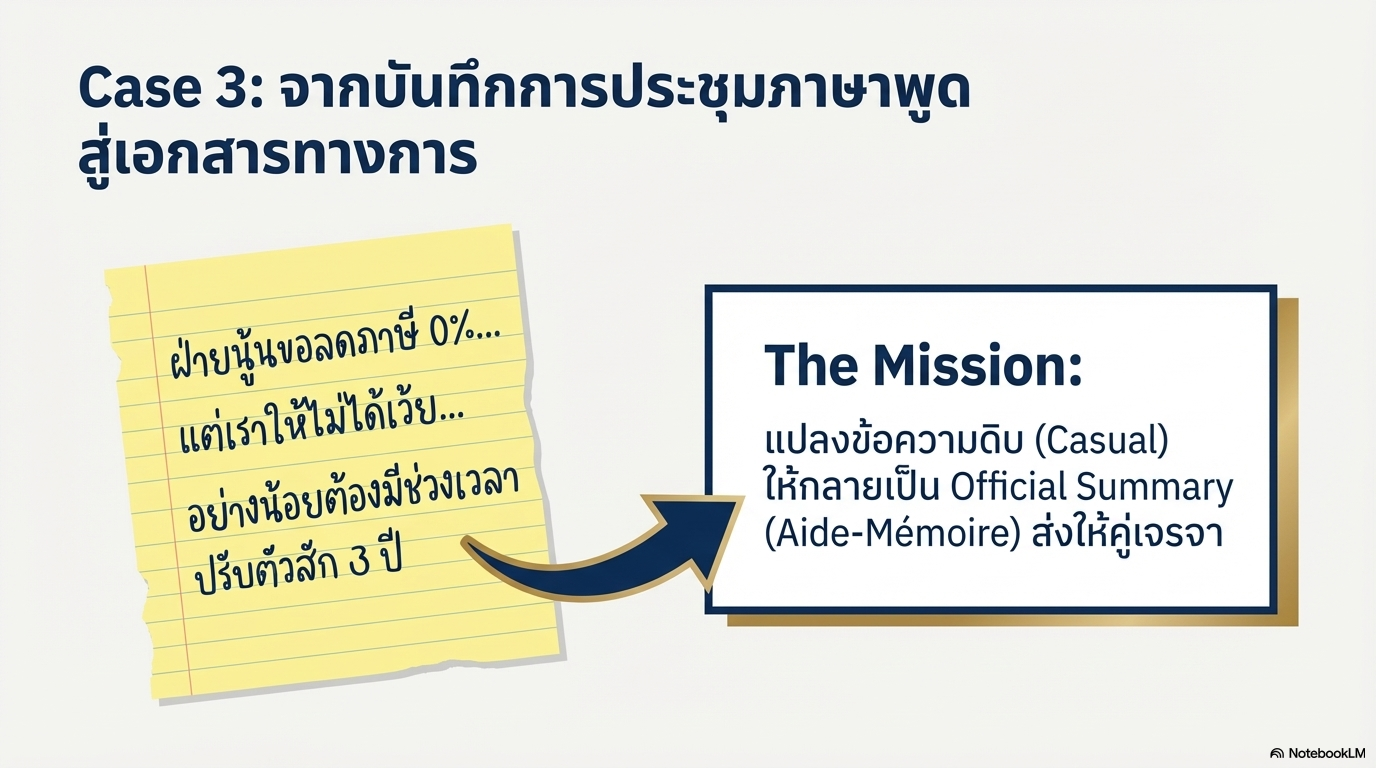 Case 3: จากบันทึกการประชุมภาษาพูด
สู่เอกสารทางการ
ฝ่ายนู้นขอลดภาษี 0%...
แต่เราให้ไม่ได้เว้ย...
อย่างน้อยต้องมีช่วงเวลา
ปรับตัวสัก 3 ปี
The Mission:
แปลงข้อความดิบ (Casual)
ให้กลายเป็น Official Summary
(Aide-Mémoire) ส่งให้คู่เจรจา
NotebookLM